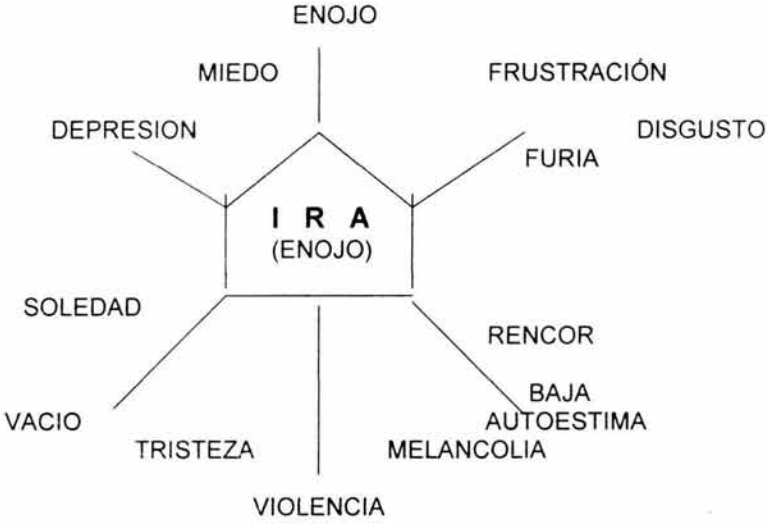 ENOJO
MIEDO
FRUSTRACIÓN
DEPRESION
DISGUSTO
FURIA
I R A
(ENOJO)
SOLEDAD
RENCOR
BAJA
AUTOESTIMA
VACIO
TRISTEZA
MELANCOLIA
VIOLENCIA